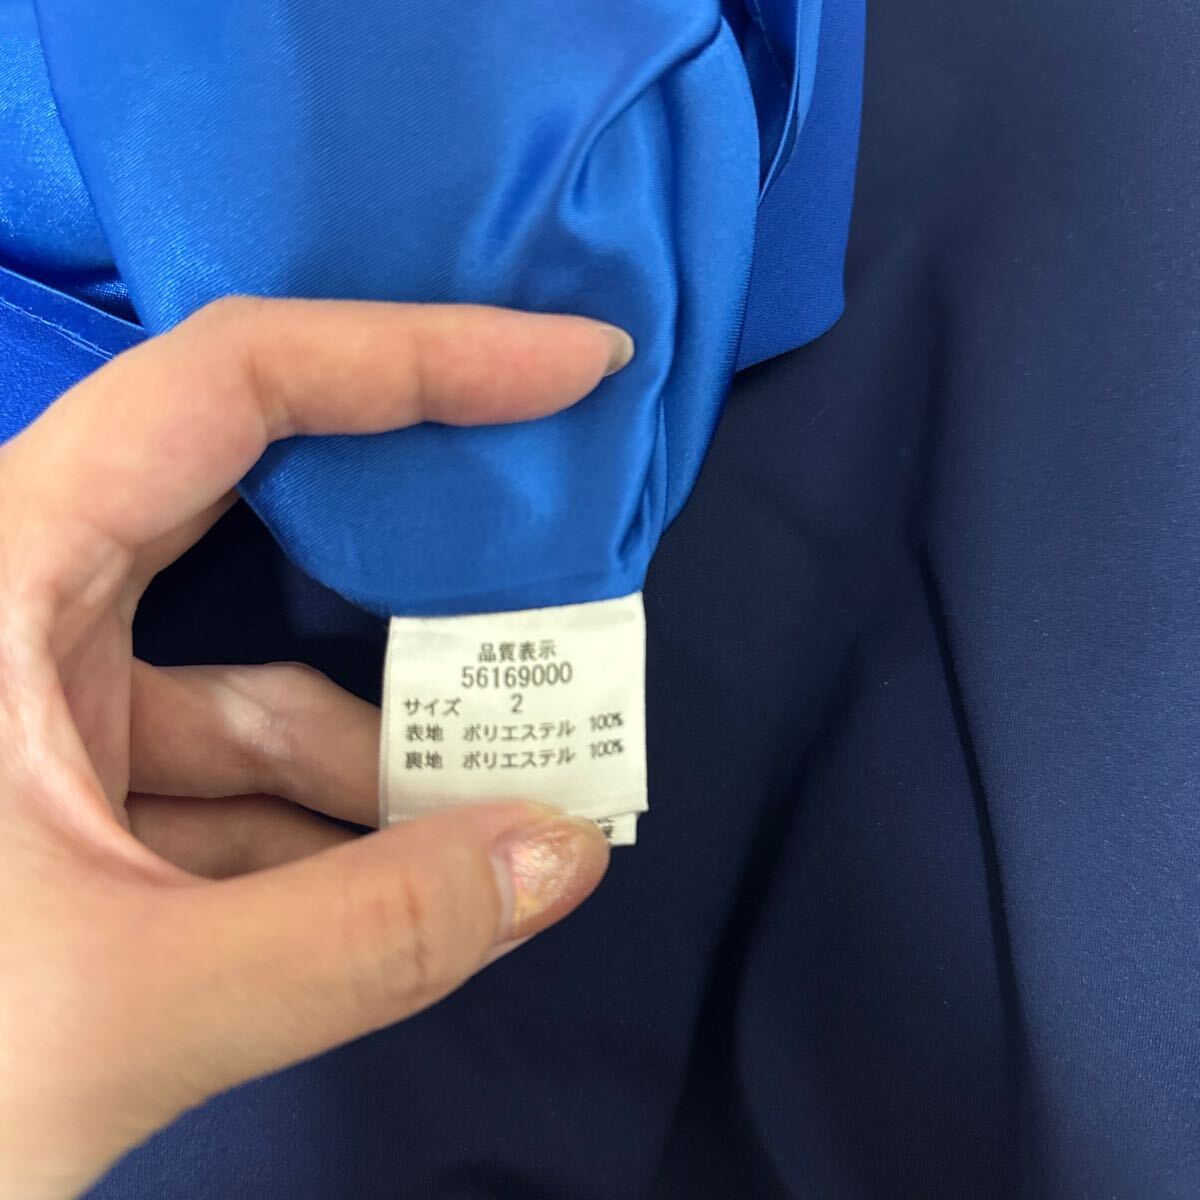 品質表示
56169000
サイズ 2
表地 ポリエステル 100%
裏地 ポリエステル 100%